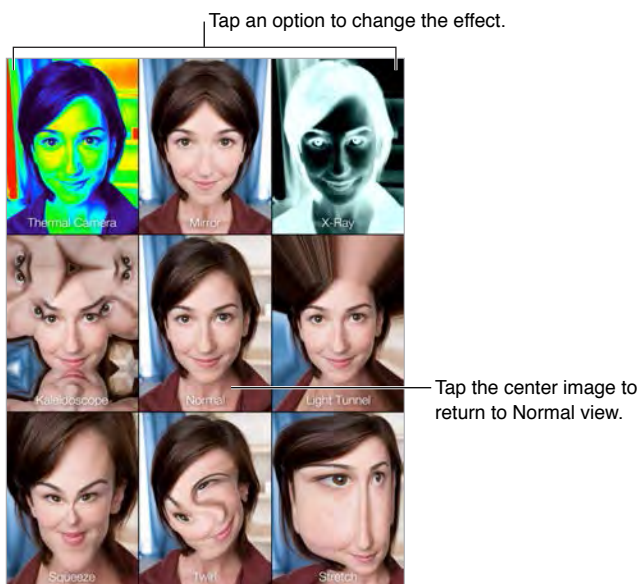 Tap an option to change the effect.
Thermal Camera
Mirror
X-Ray
Kaleidoscope
Normal
Light Tunnel
Tap the center image to
return to Normal view.
Squeeze
Twirl
Stretch